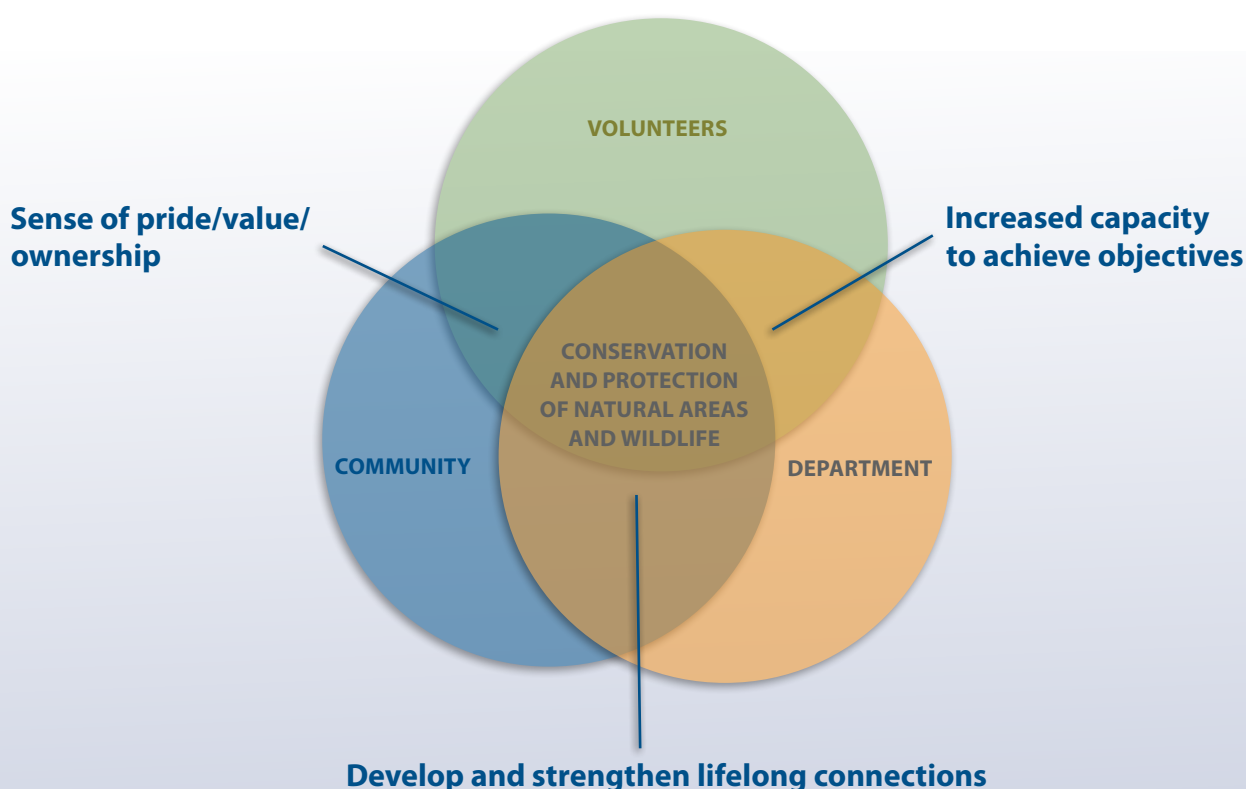 VOLUNTEERS
Sense of pride/value/
ownership
Increased capacity
to achieve objectives
CONSERVATION
AND PROTECTION
OF NATURAL AREAS
AND WILDLIFE
COMMUNITY
DEPARTMENT
Develop and strengthen lifelong connections